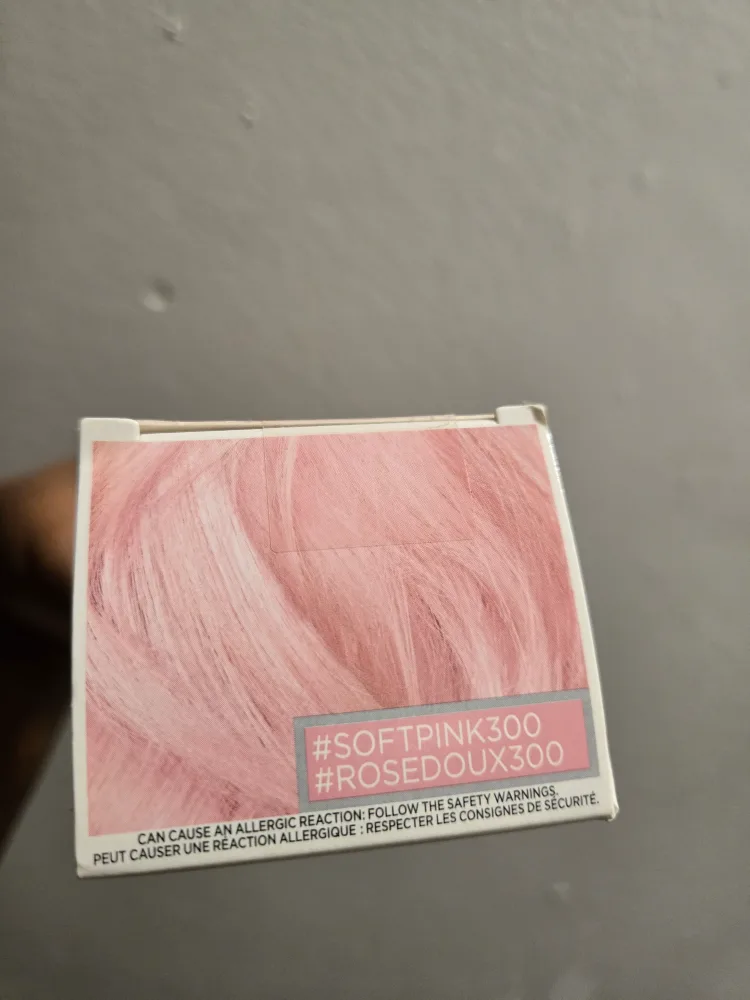 #SOFTPINK300
#ROSEDOUX300
CAN CAUSE AN ALLERGIC REACTION: FOLLOW THE SAFETY WARNINGS.
PEUT CAUSER UNE RÉACTION ALLERGIQUE : RESPECTER LES CONSIGNES DE SÉCURITÉ.